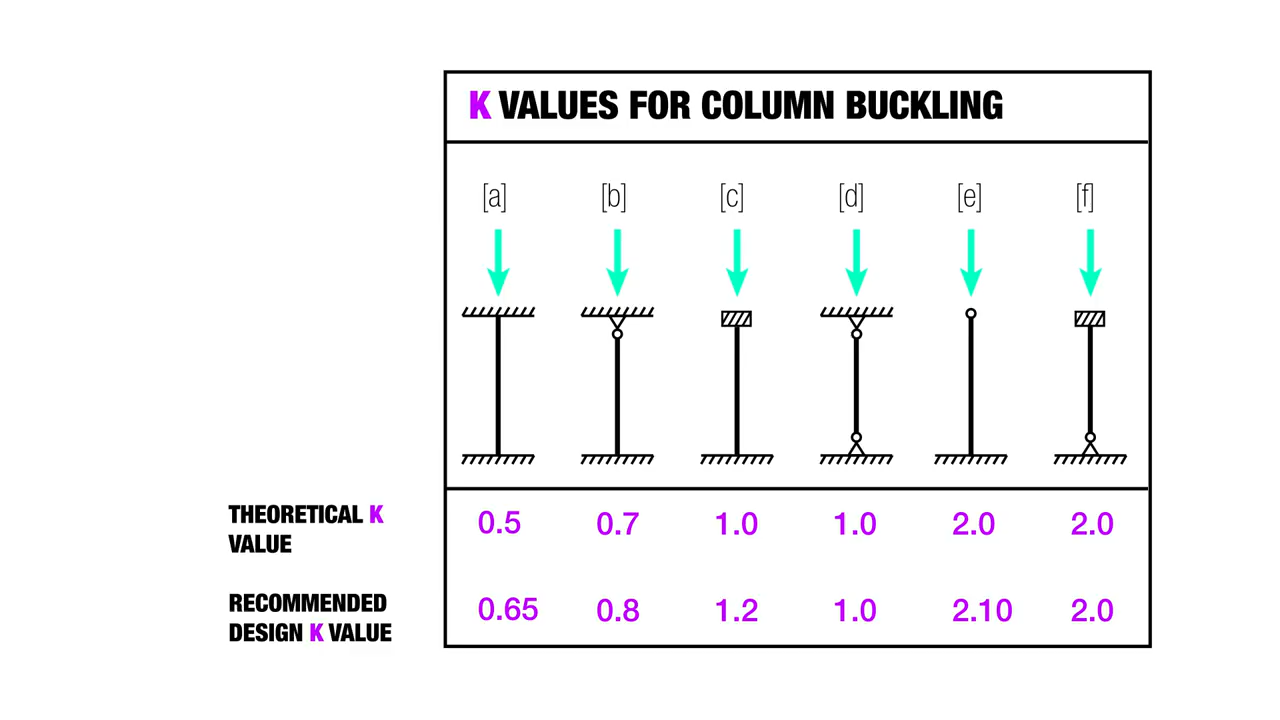 K VALUES FOR COLUMN BUCKLING
[a] [b] [c] [d] [e] [f]
THEORETICAL K
VALUE
0.5 0.7 1.0 1.0 2.0 2.0
RECOMMENDED
DESIGN K VALUE
0.65 0.8 1.2 1.0 2.10 2.0